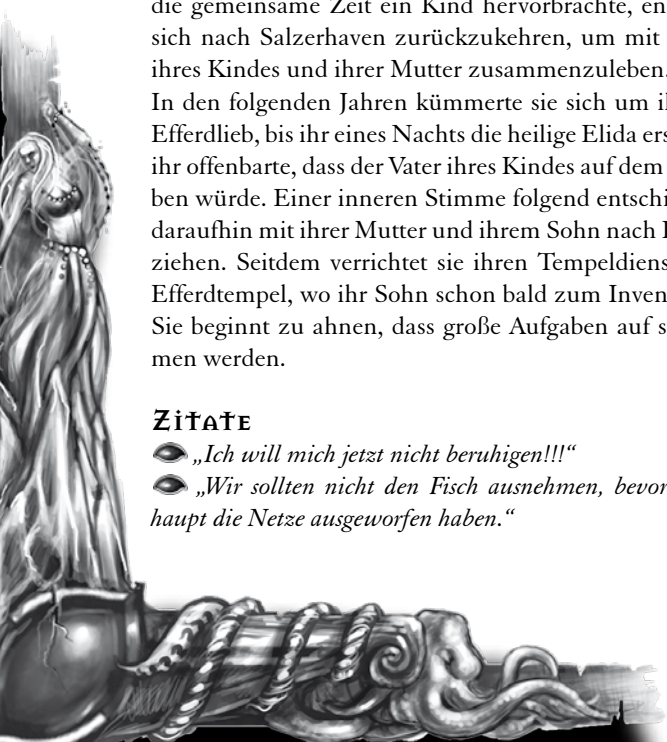 die gemeinsame Zeit ein Kind hervorbrachte, en
sich nach Salzerhaven zurückzukehren, um mit
ihres Kindes und ihrer Mutter zusammenzuleben.
In den folgenden Jahren kümmerte sie sich um i
Efferdlieb, bis ihr eines Nachts die heilige Elida ers
ihr offenbarte, dass der Vater ihres Kindes auf dem
ben würde. Einer inneren Stimme folgend entschi
daraufhin mit ihrer Mutter und ihrem Sohn nach
ziehen. Seitdem verrichtet sie ihren Tempeldiens
Efferdtempel, wo ihr Sohn schon bald zum Inven
Sie beginnt zu ahnen, dass große Aufgaben auf s
men werden.
Zitate
„Ich will mich jetzt nicht beruhigen!!!“
„Wir sollten nicht den Fisch ausnehmen, bevor
haupt die Netze ausgeworfen haben.“